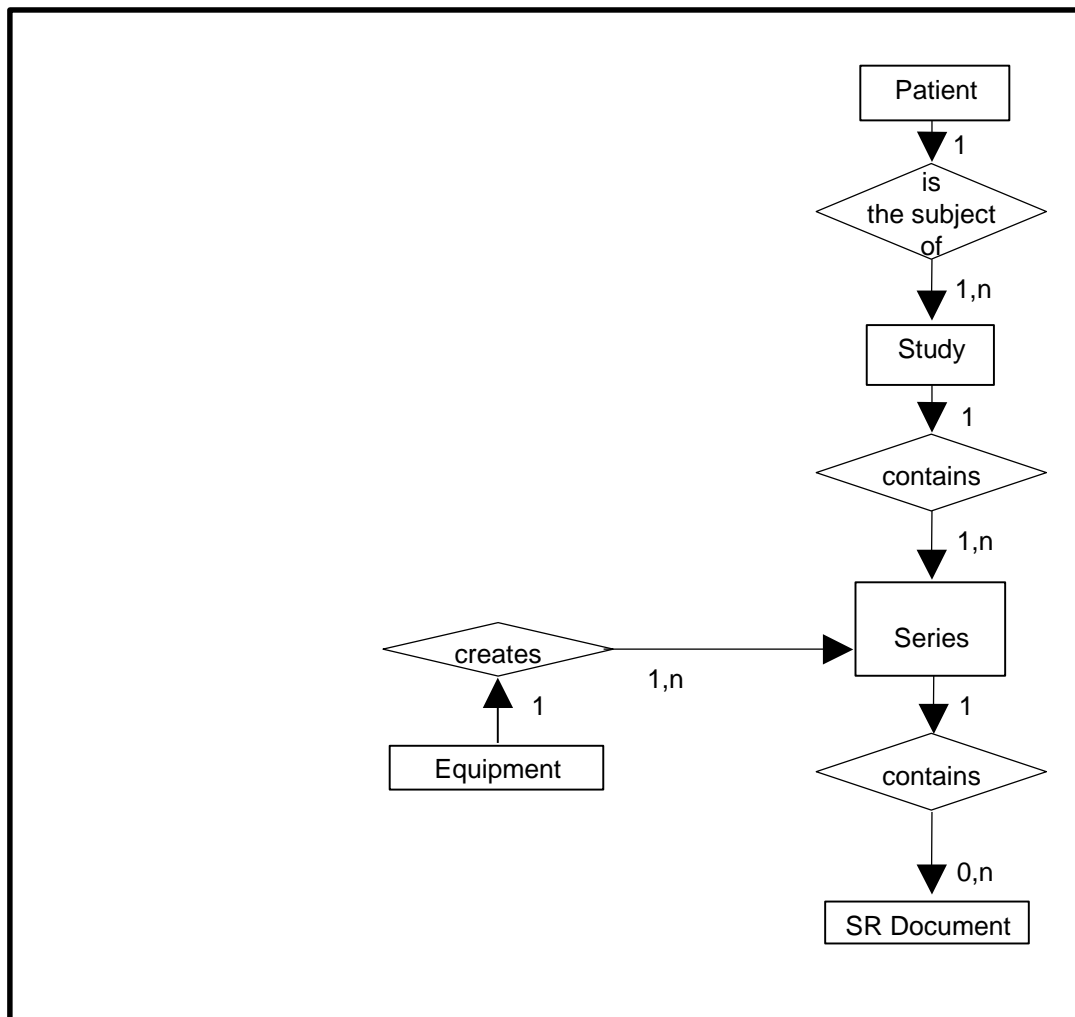 Patient
1
is
the subject
of
1,n
Study
1
contains
1,n
Series
creates
1,n
1
1
Equipment
contains
0,n
SR Document